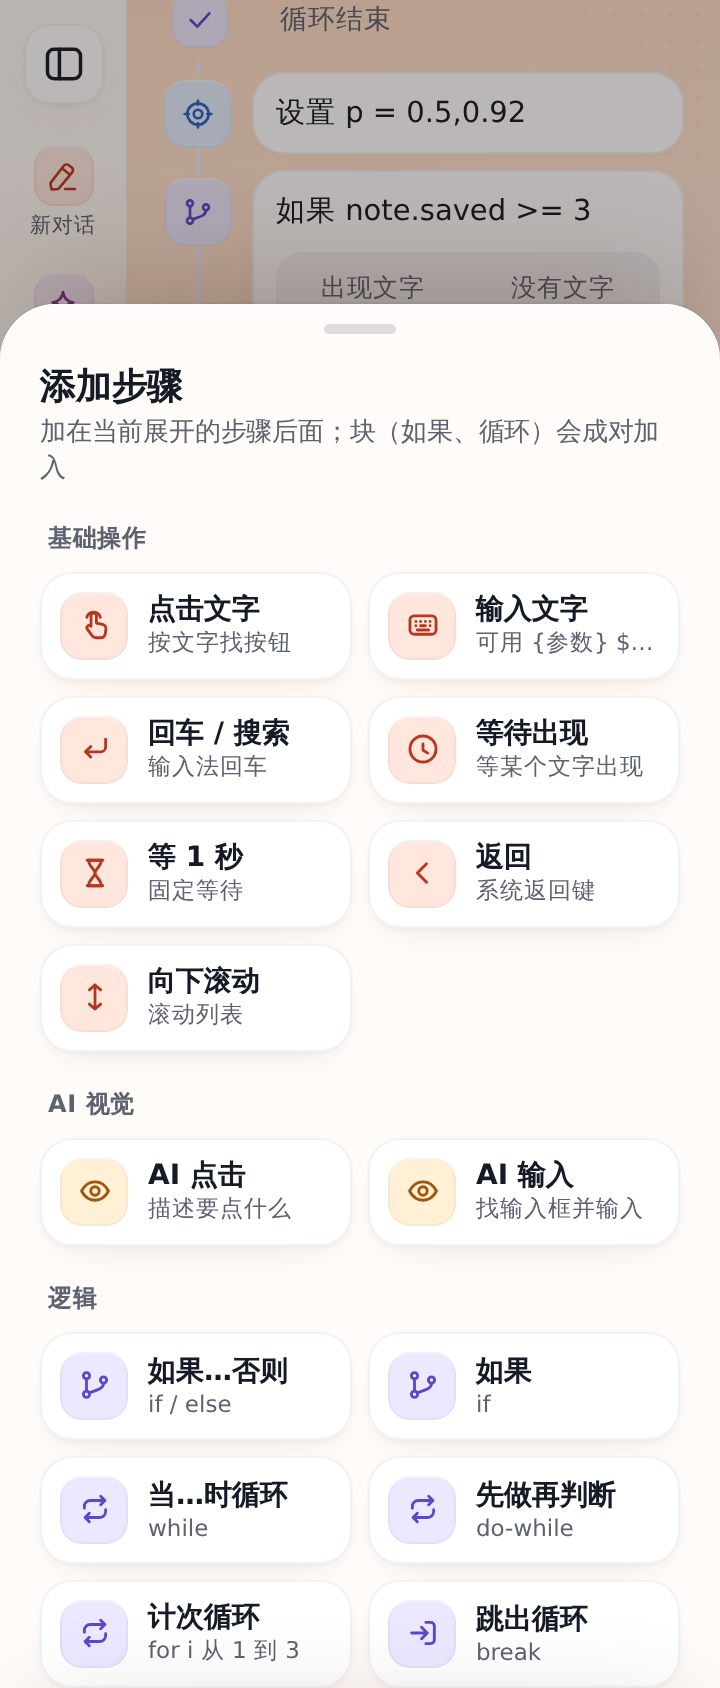 循环结束
设置 p = 0.5,0.92
如果 note.saved >= 3
出现文字 没有文字
新对话
添加步骤
加在当前展开的步骤后面；块（如果、循环）会成对加
入
基础操作
点击文字
按文字找按钮
输入文字
可用 {参数} $…
回车 / 搜索
输入法回车
等待出现
等某个文字出现
等 1 秒
固定等待
返回
系统返回键
向下滚动
滚动列表
AI 视觉
AI 点击
描述要点什么
AI 输入
找输入框并输入
逻辑
如果…否则
if / else
如果
if
当…时循环
while
先做再判断
do-while
计次循环
for i 从 1 到 3
跳出循环
break